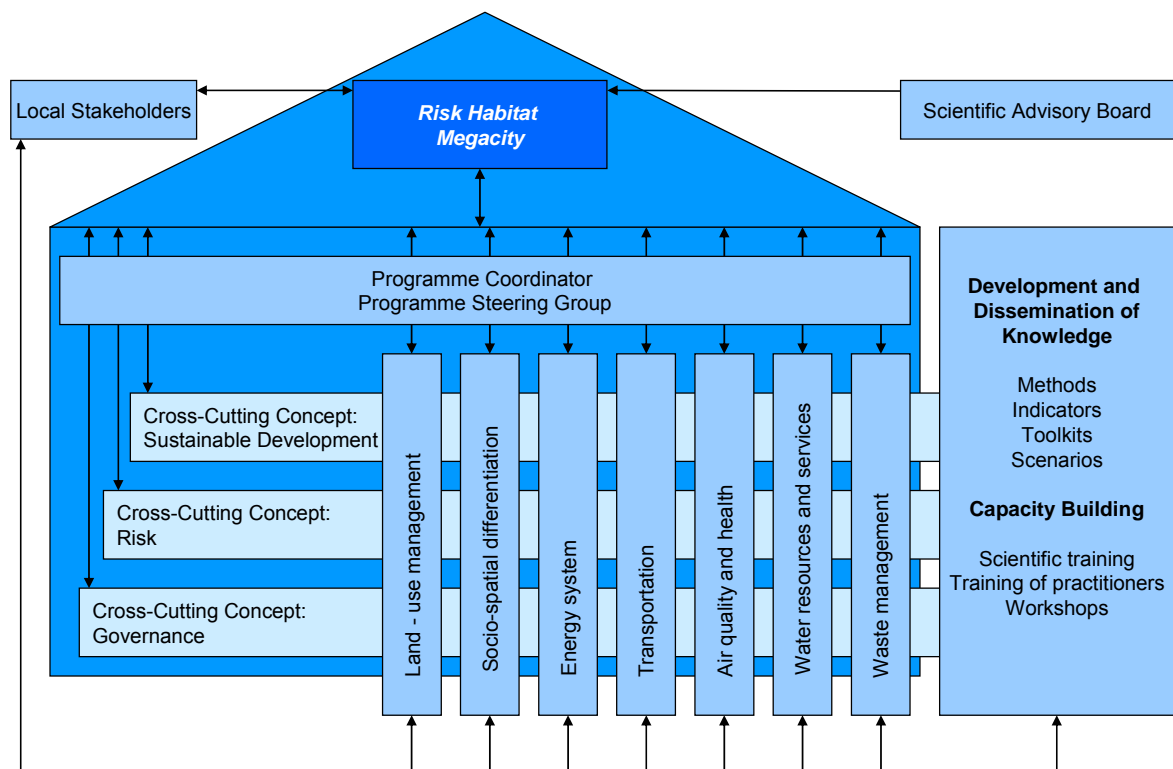 Local Stakeholders
Risk Habitat
Megacity
Scientific Advisory Board
Programme Coordinator
Programme Steering Group
Cross-Cutting Concept:
Sustainable Development
Cross-Cutting Concept:
Risk
Cross-Cutting Concept:
Governance
Land - use management
Socio-spatial differentiation
Energy system
Transportation
Air quality and health
Water resources and services
Waste management
Development and
Dissemination of
Knowledge
Methods
Indicators
Toolkits
Scenarios
Capacity Building
Scientific training
Training of practitioners
Workshops